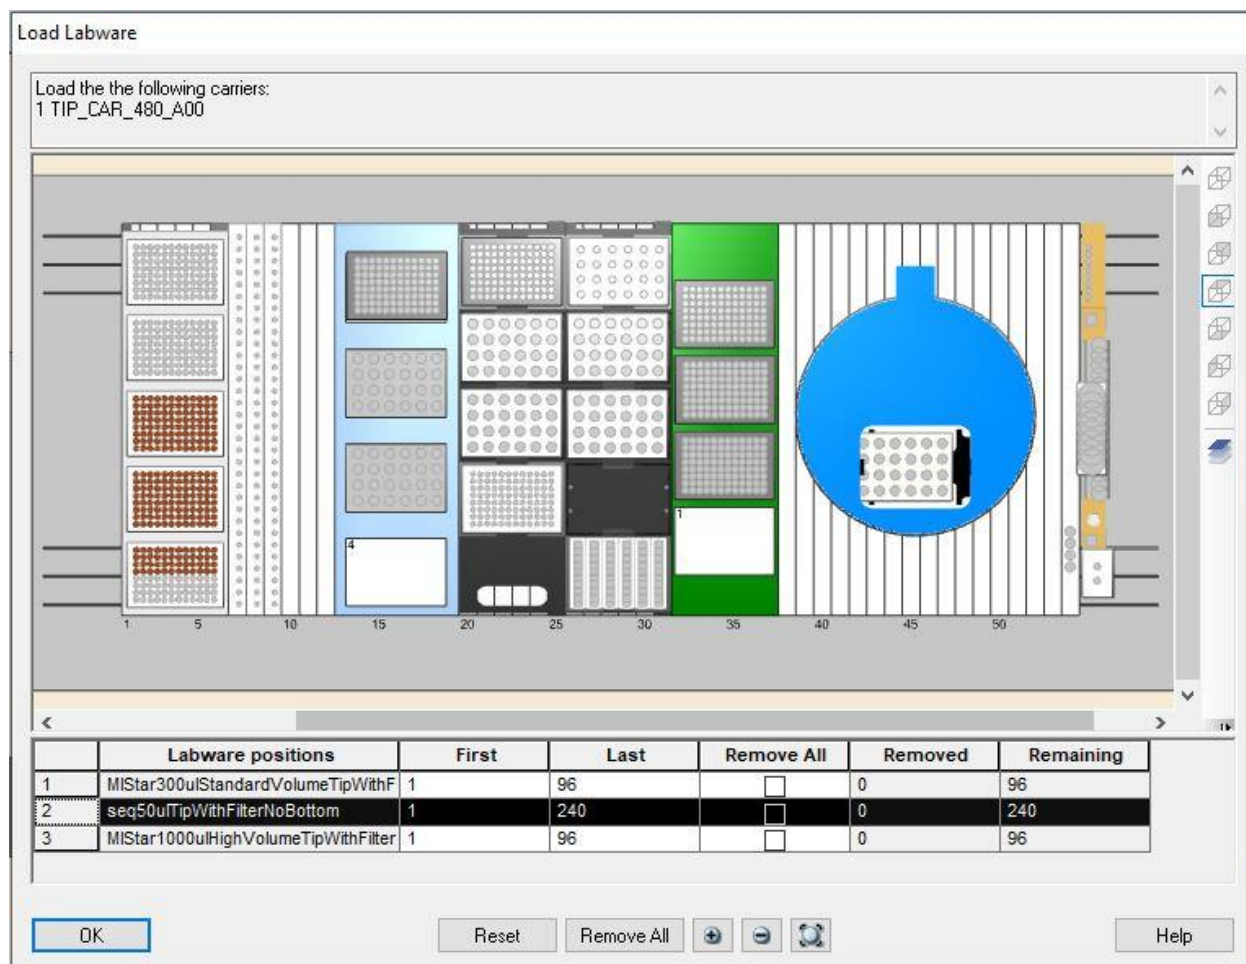 Load Labware
Load the the following carriers:
1 TIP_CAR_480_A00
4
1
1 5 10 15 20 25 30 35 40 45 50
Labware positions First Last Remove All Removed Remaining
1 MlStar300ulStandardVolumeTipWithF 1 96 0 96
2 seq50ulTipWithFilterNoBottom 1 240 0 240
3 MlStar1000ulHighVolumeTipWithFilter 1 96 0 96
OK Reset Remove All Help